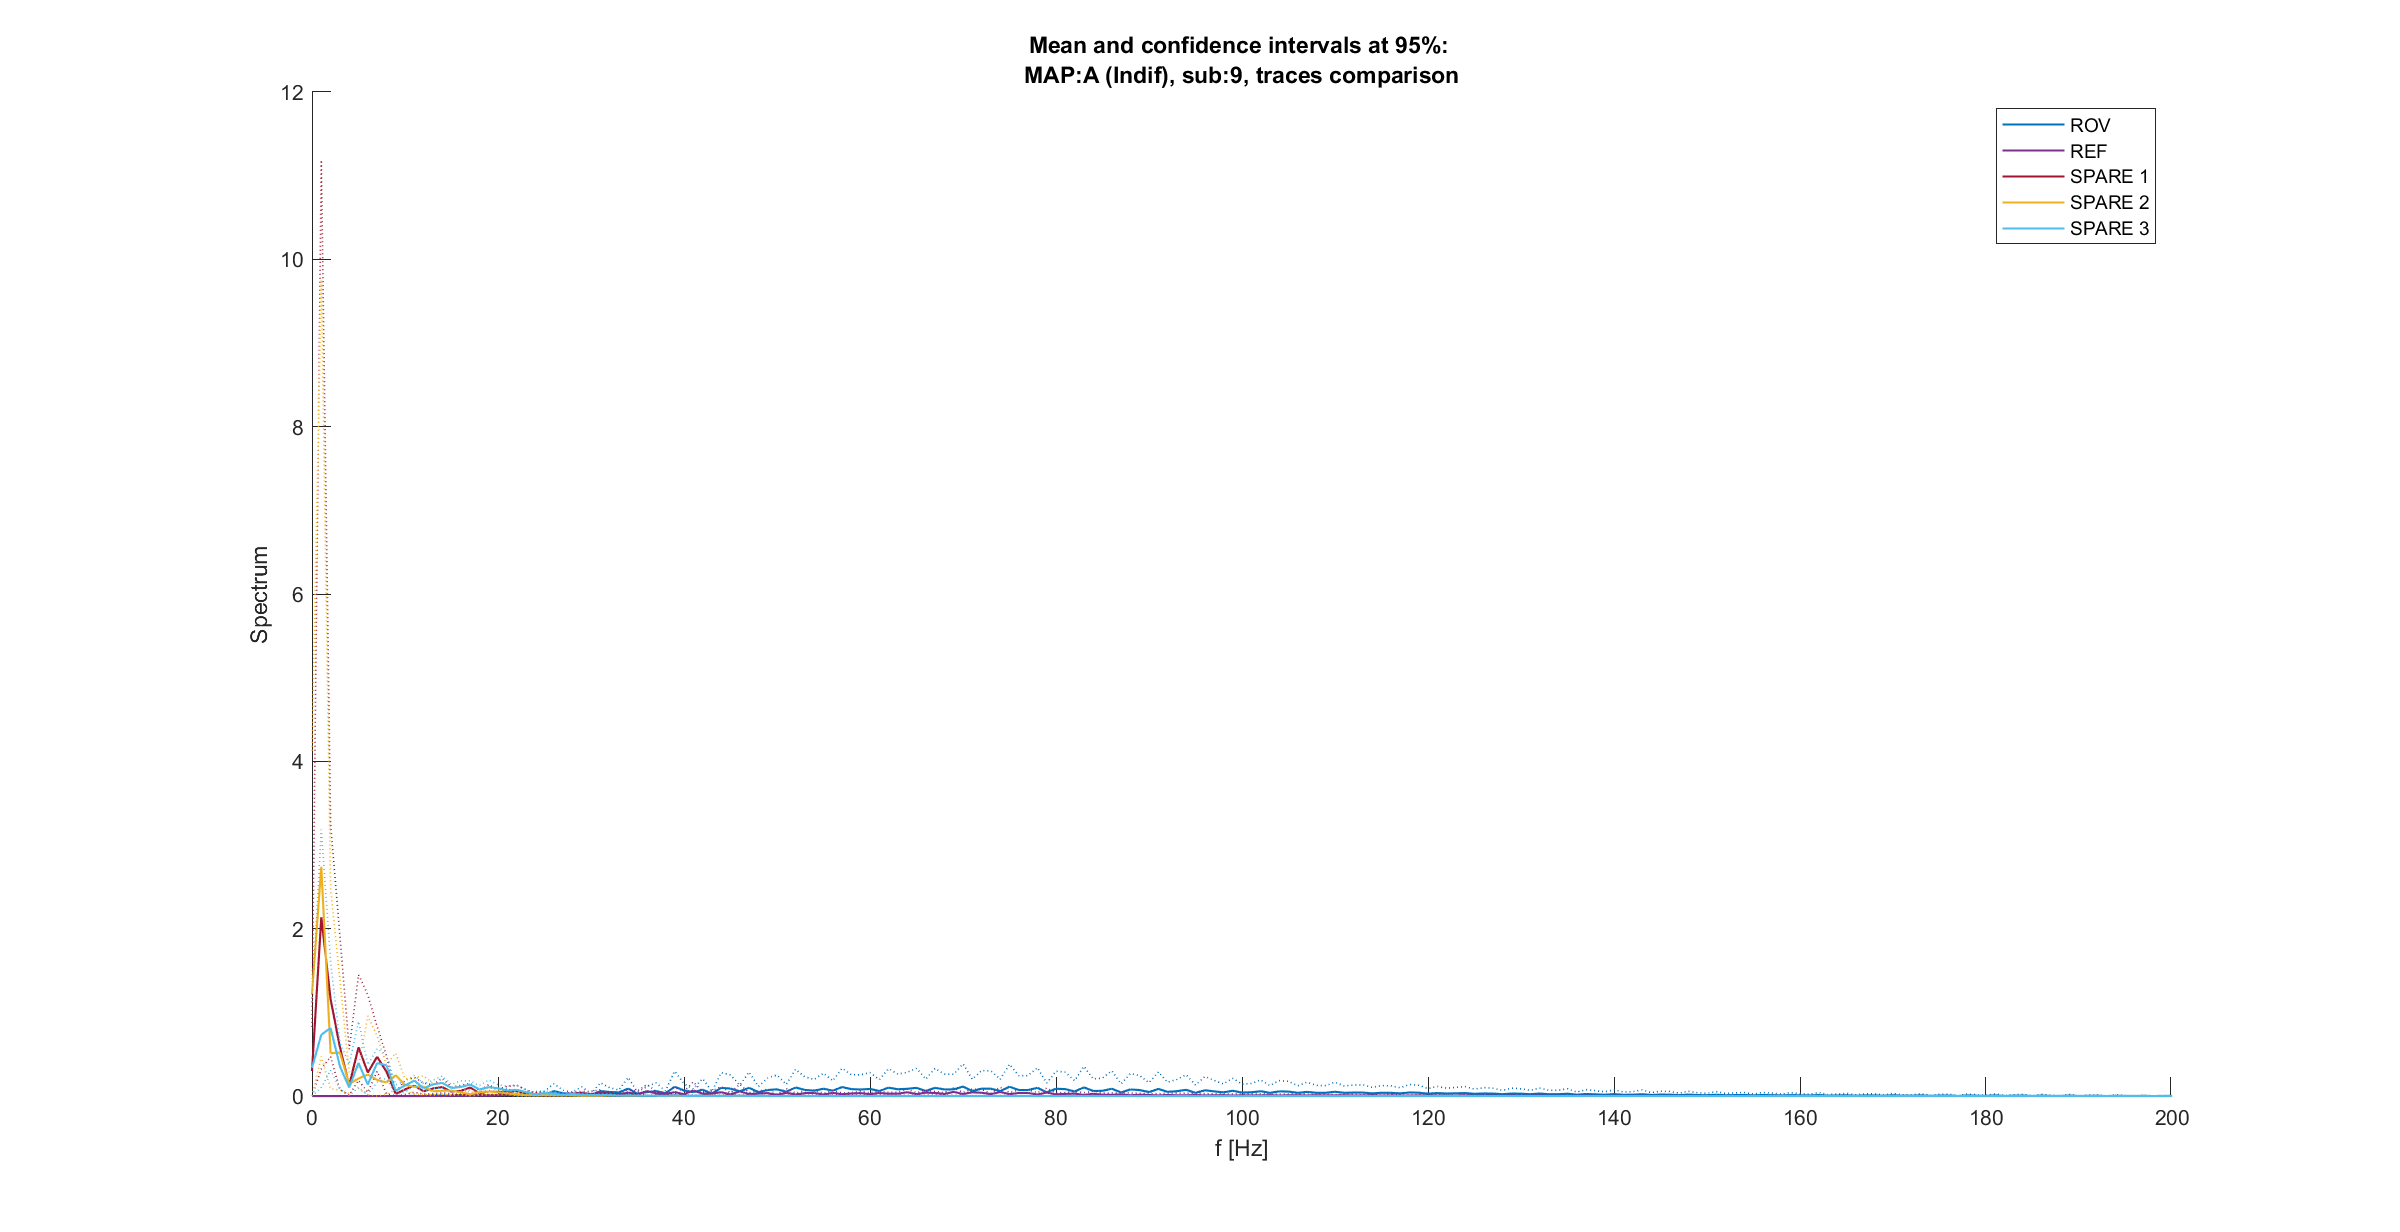 Mean and confidence intervals at 95%:
MAP:A (Indif), sub:9, traces comparison
12
10
8
6
4
2
0
Spectrum
ROV
REF
SPARE 1
SPARE 2
SPARE 3
0 20 40 60 80 100 120 140 160 180 200
f [Hz]